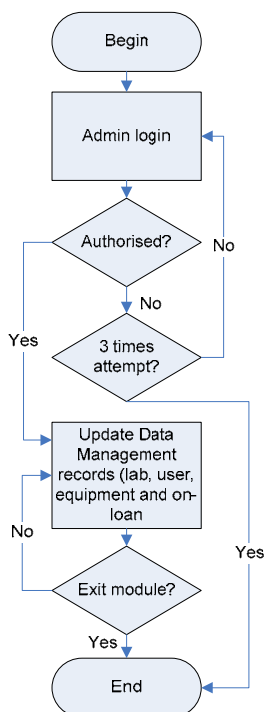 Begin
Admin login
Authorised?
No
No
Yes
3 times
attempt?
Update Data
Management
records (lab, user,
equipment and on-
loan
No
Yes
Exit module?
Yes
End